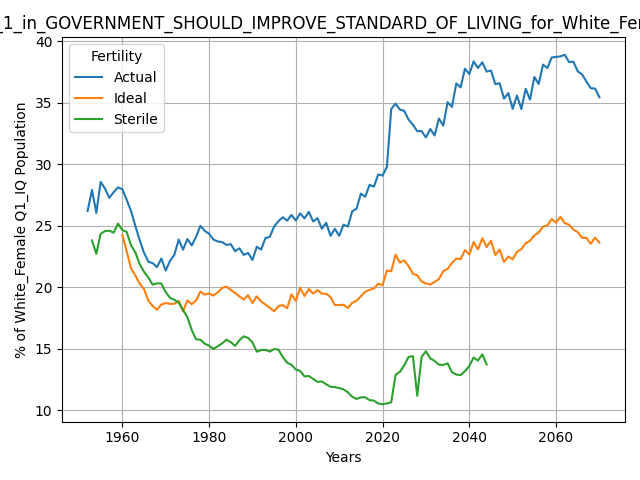 _1_in_GOVERNMENT_SHOULD_IMPROVE_STANDARD_OF_LIVING_for_White_Fe
Fertility
Actual
Ideal
Sterile
% of White_Female Q1_IQ Population
40
35
30
25
20
15
10
1960
1980
2000
2020
2040
2060
Years